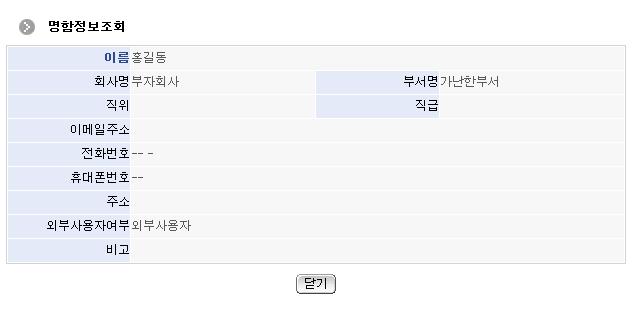 명함정보조회
이름 홍길동
회사명 부자회사 부서명 가난한부서
직위 직급
이메일주소
전화번호 -- -
휴대폰번호 --
주소
외부사용자여부 외부사용자
비고
닫기